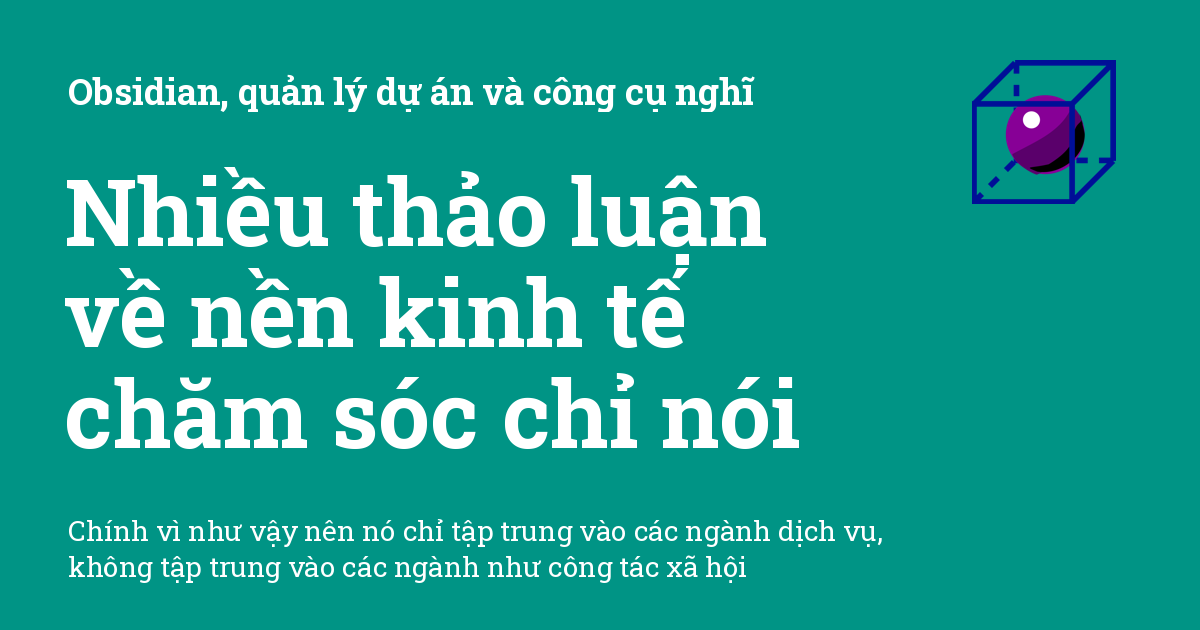 Obsidian, quản lý dự án và công cụ nghĩ
Nhiều thảo luận
về nền kinh tế
chăm sóc chỉ nói
Chính vì như vậy nên nó chỉ tập trung vào các ngành dịch vụ,
không tập trung vào các ngành như công tác xã hội